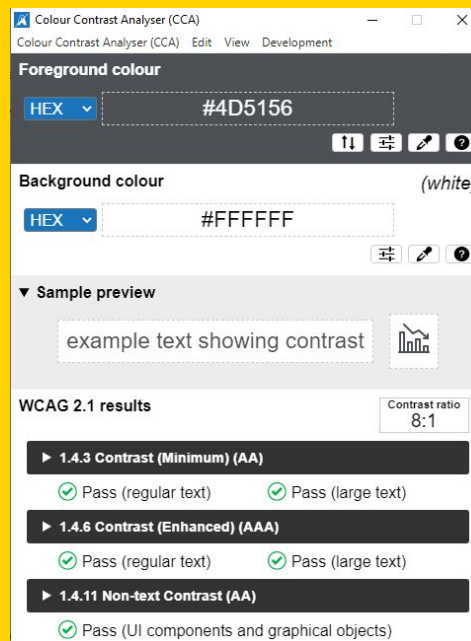 Colour Contrast Analyser (CCA)
Colour Contrast Analyser (CCA) Edit View Development
Foreground colour
HEX #4D5156
Background colour (white)
HEX #FFFFFF
▼ Sample preview
example text showing contrast
WCAG 2.1 results
Contrast ratio
8:1
▶ 1.4.3 Contrast (Minimum) (AA)
Pass (regular text) Pass (large text)
▶ 1.4.6 Contrast (Enhanced) (AAA)
Pass (regular text) Pass (large text)
▶ 1.4.11 Non-text Contrast (AA)
Pass (UI components and graphical objects)